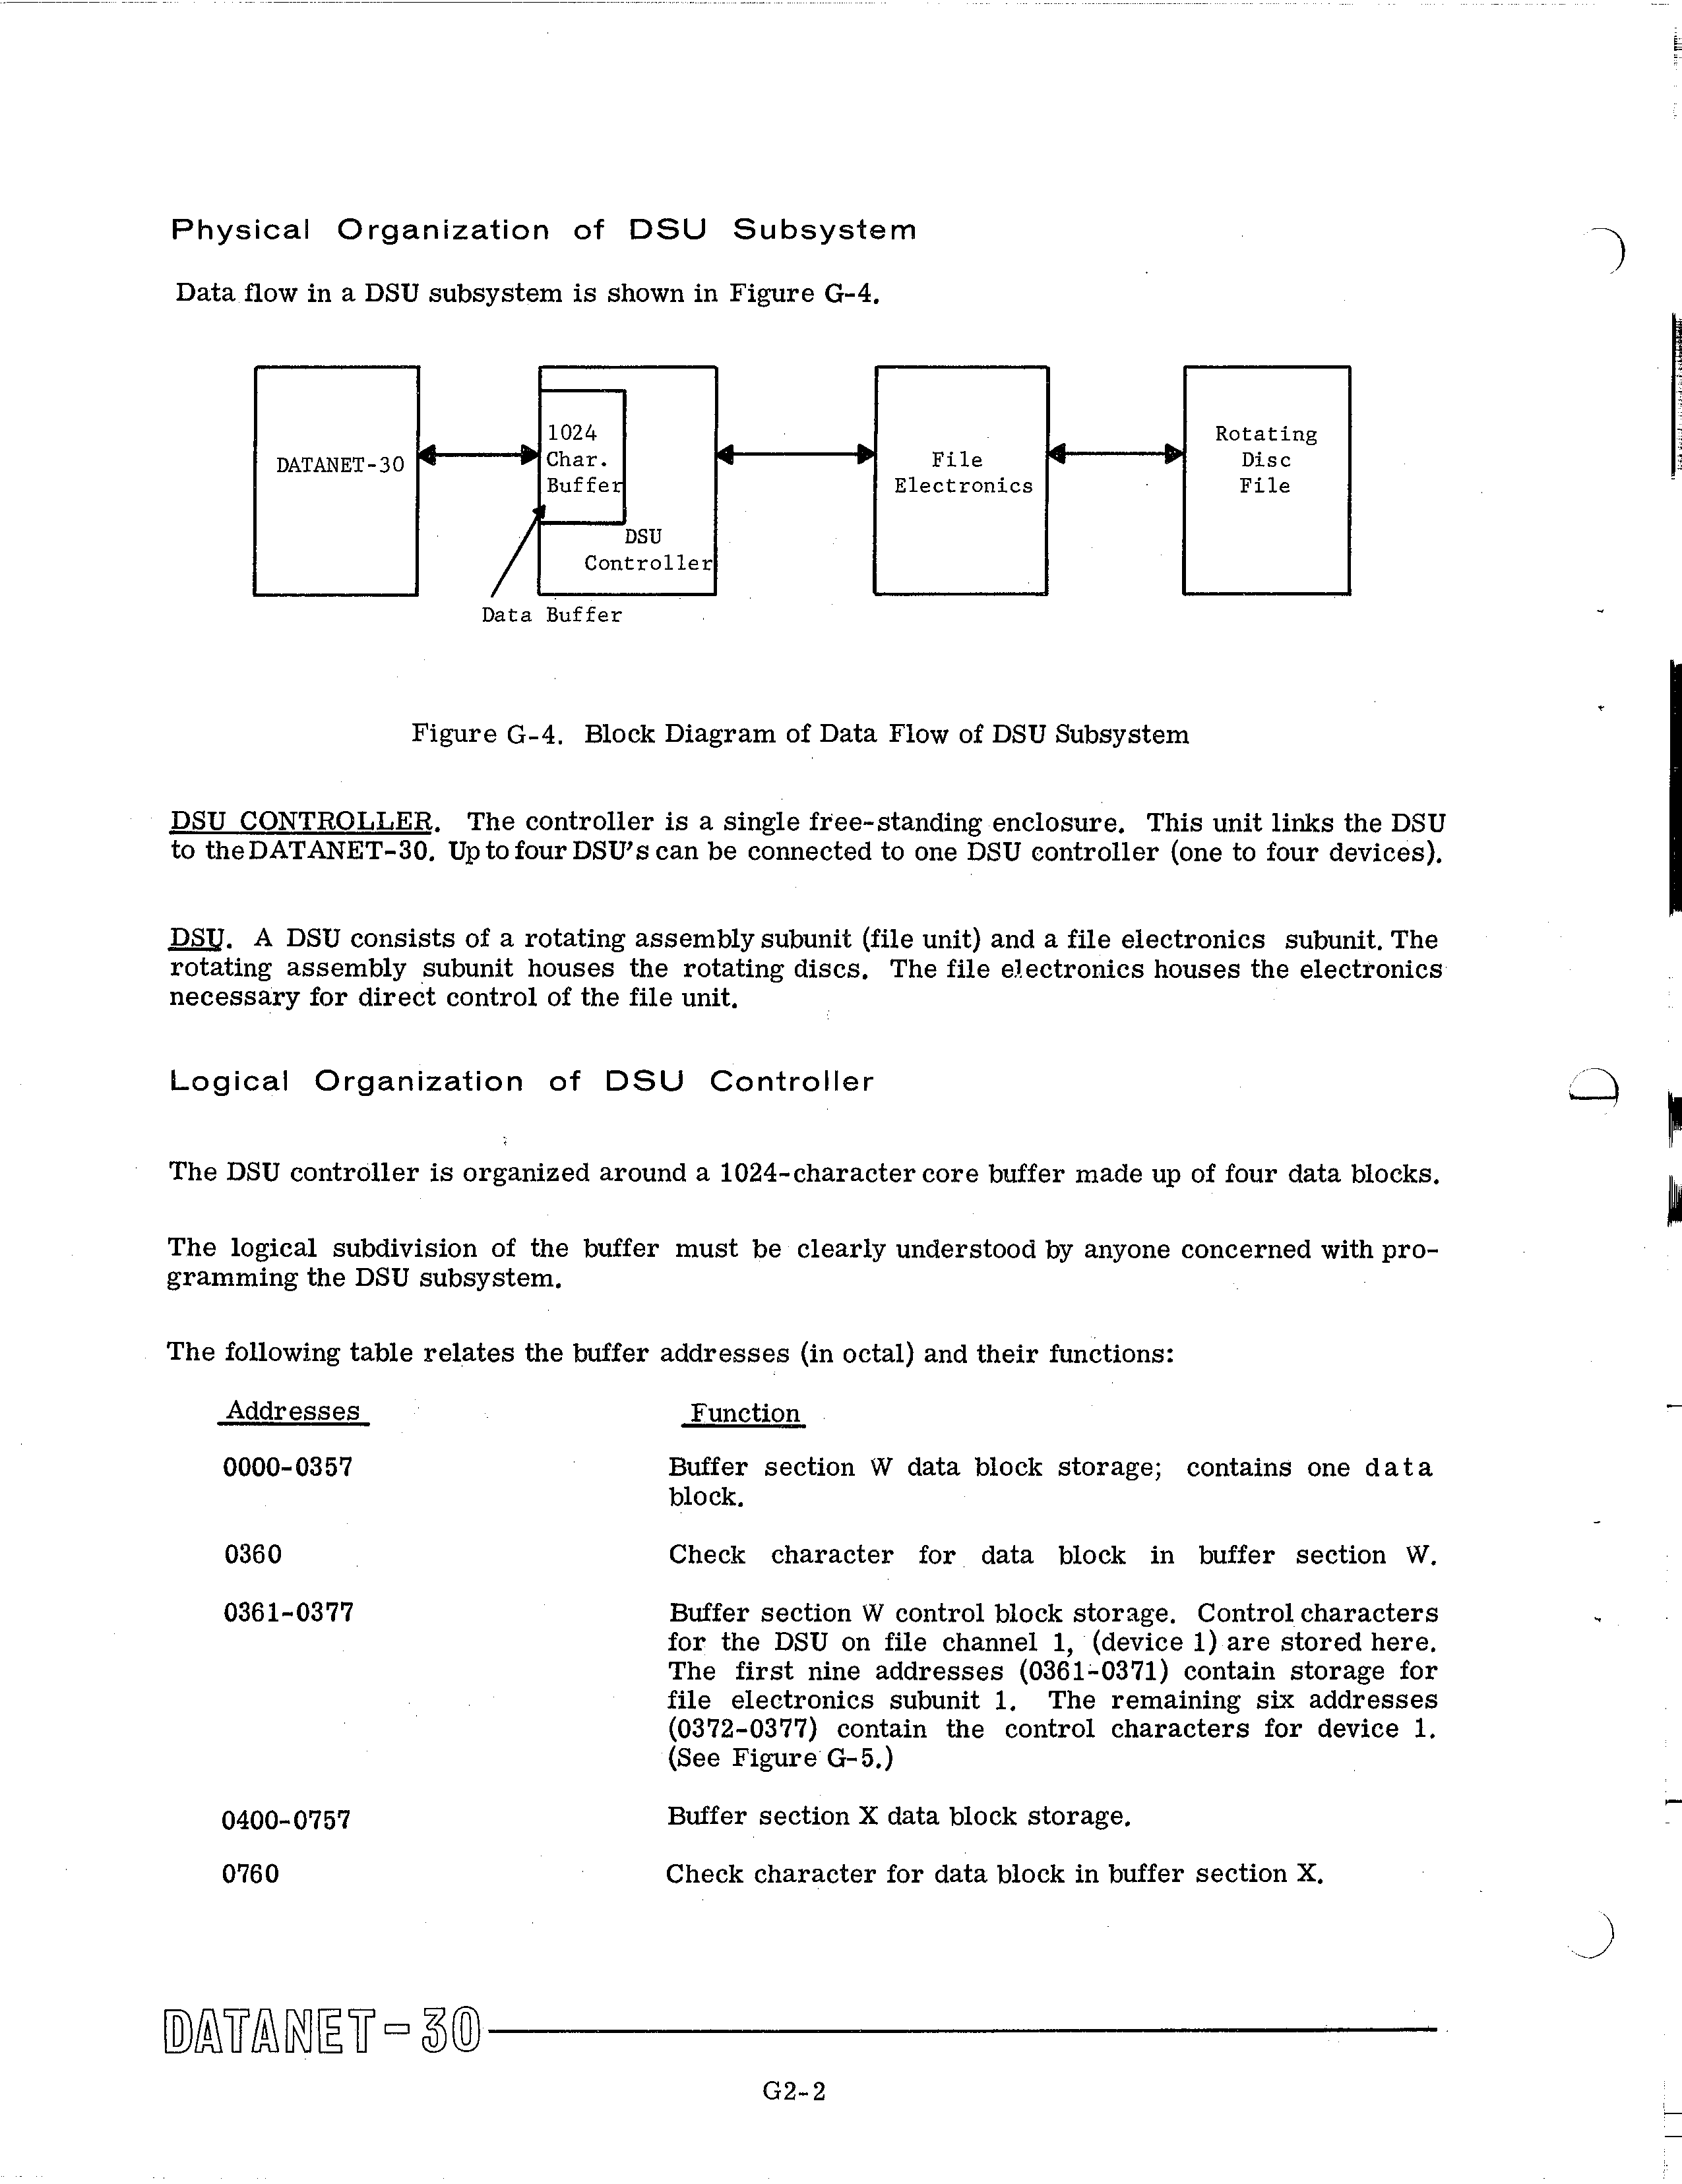 Physical Organization of DSU Subsystem
Data flow in a DSU subsystem is shown in Figure G-4.
DATANET-30
1024
Char.
Buffer
DSU
Controller
Data Buffer
File
Electronics
Rotating
Disc
File
Figure G-4. Block Diagram of Data Flow of DSU Subsystem
DSU CONTROLLER. The controller is a single free-standing enclosure. This unit links the DSU
to the DATANET-30. Up to four DSU's can be connected to one DSU controller (one to four devices).
DSU. A DSU consists of a rotating assembly subunit (file unit) and a file electronics subunit. The
rotating assembly subunit houses the rotating discs. The file electronics houses the electronics
necessary for direct control of the file unit.
Logical Organization of DSU Controller
The DSU controller is organized around a 1024-character core buffer made up of four data blocks.
The logical subdivision of the buffer must be clearly understood by anyone concerned with pro-
gramming the DSU subsystem.
The following table relates the buffer addresses (in octal) and their functions:
Addresses Function
0000-0357 Buffer section W data block storage; contains one data
block.
0360 Check character for data block in buffer section W.
0361-0377 Buffer section W control block storage. Control characters
for the DSU on file channel 1, (device 1) are stored here.
The first nine addresses (0361-0371) contain storage for
file electronics subunit 1. The remaining six addresses
(0372-0377) contain the control characters for device 1.
(See Figure G-5.)
0400-0757 Buffer section X data block storage.
0760 Check character for data block in buffer section X.
DATANET-30
G2-2